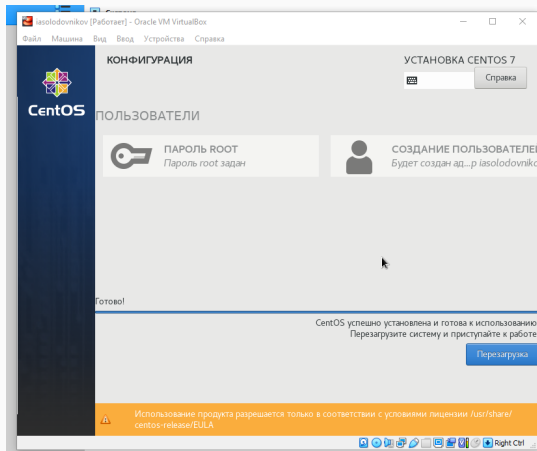 iasolodovnikov [Работает] - Oracle VM VirtualBox
Файл Машина Вид Ввод Устройства Справка
КОНФИГУРАЦИЯ
УСТАНОВКА CENTOS 7
Справка
CentOS
ПОЛЬЗОВАТЕЛИ
ПАРОЛЬ ROOT
Пароль root задан
СОЗДАНИЕ ПОЛЬЗОВАТЕЛЕ
Будет создан ад...р iasolodovniko
Готово!
CentOS успешно установлена и готова к использованию
Перезагрузите систему и приступайте к работе
Перезагрузка
Использование продукта разрешается только в соответствии с условиями лицензии /usr/share/
centos-release/EULA
Right Ctrl